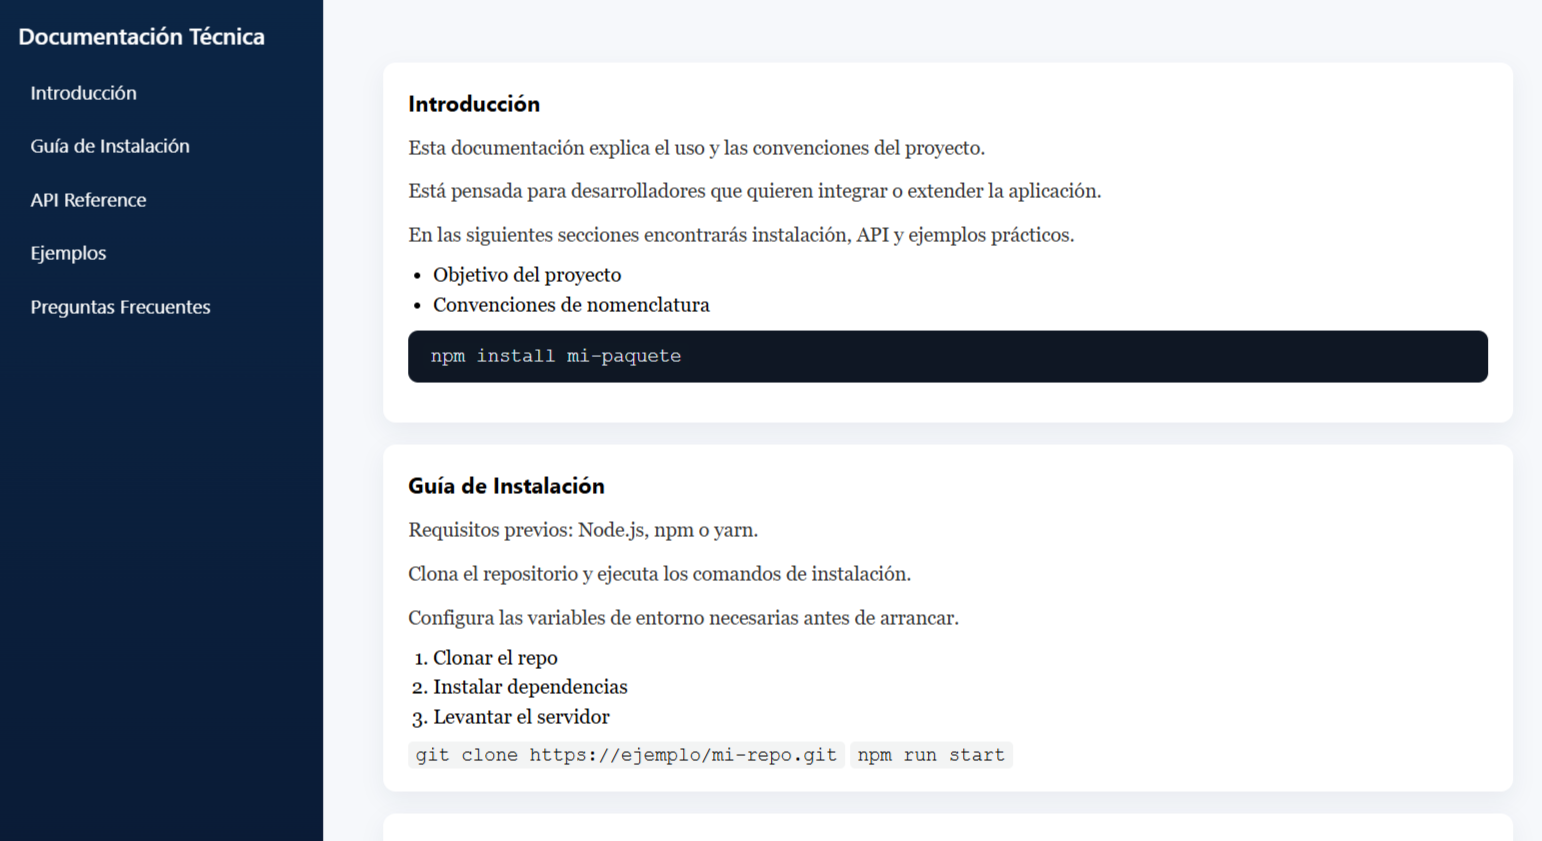 Documentación Técnica
Introducción
Guía de Instalación
API Reference
Ejemplos
Preguntas Frecuentes
Introducción
Esta documentación explica el uso y las convenciones del proyecto.
Está pensada para desarrolladores que quieren integrar o extender la aplicación.
En las siguientes secciones encontrarás instalación, API y ejemplos prácticos.
• Objetivo del proyecto
• Convenciones de nomenclatura
npm install mi-paquete
Guía de Instalación
Requisitos previos: Node.js, npm o yarn.
Clona el repositorio y ejecuta los comandos de instalación.
Configura las variables de entorno necesarias antes de arrancar.
1. Clonar el repo
2. Instalar dependencias
3. Levantar el servidor
git clone https://ejemplo/mi-repo.git npm run start